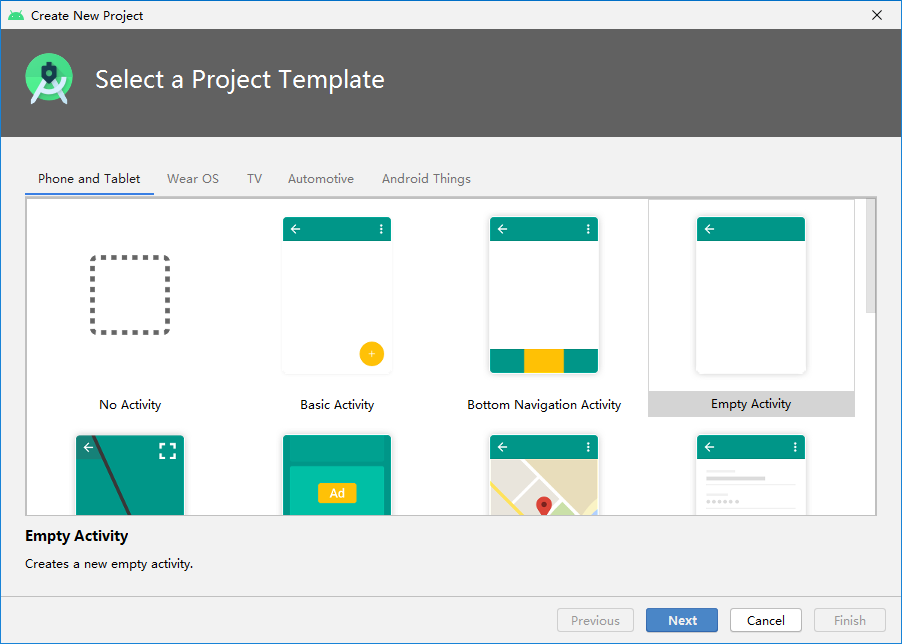 Create New Project
Select a Project Template
Phone and Tablet
Wear OS
TV
Automotive
Android Things
No Activity
Basic Activity
Bottom Navigation Activity
Empty Activity
Ad
Empty Activity
Creates a new empty activity.
Previous
Next
Cancel
Finish